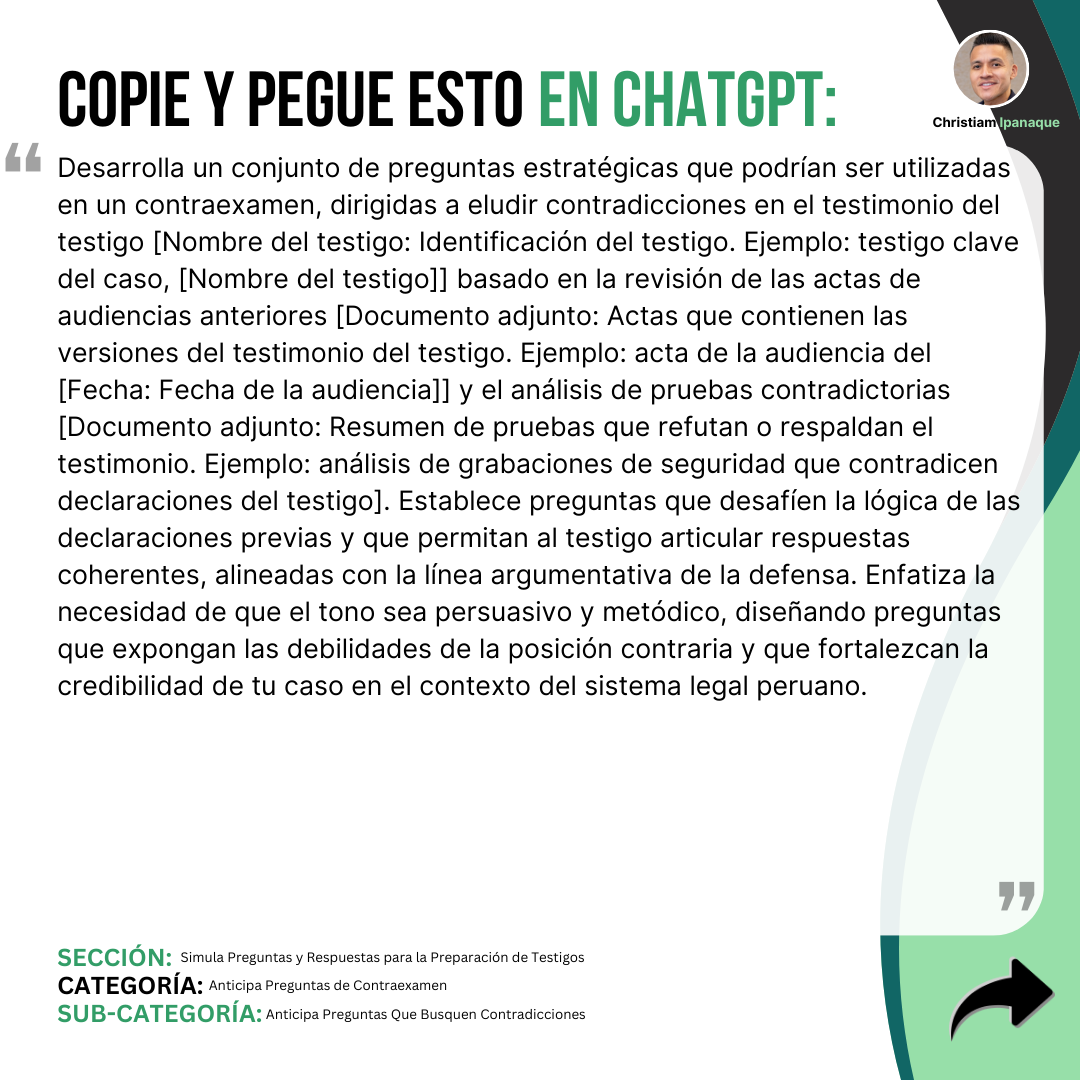 COPIE Y PEGUE ESTO EN CHATGPT:
Christiam Ipanaque
“
Desarrolla un conjunto de preguntas estratégicas que podrían ser utilizadas
en un contraexamen, dirigidas a eludir contradicciones en el testimonio del
testigo [Nombre del testigo: Identificación del testigo. Ejemplo: testigo clave
del caso, [Nombre del testigo]] basado en la revisión de las actas de
audiencias anteriores [Documento adjunto: Actas que contienen las
versiones del testimonio del testigo. Ejemplo: acta de la audiencia del
[Fecha: Fecha de la audiencia]] y el análisis de pruebas contradictorias
[Documento adjunto: Resumen de pruebas que refutan o respaldan el
testimonio. Ejemplo: análisis de grabaciones de seguridad que contradicen
declaraciones del testigo]. Establece preguntas que desafíen la lógica de las
declaraciones previas y que permitan al testigo articular respuestas
coherentes, alineadas con la línea argumentativa de la defensa. Enfatiza la
necesidad de que el tono sea persuasivo y metódico, diseñando preguntas
que expongan las debilidades de la posición contraria y que fortalezcan la
credibilidad de tu caso en el contexto del sistema legal peruano.
”
SECCIÓN: Simula Preguntas y Respuestas para la Preparación de Testigos
CATEGORÍA: Anticipa Preguntas de Contraexamen
SUB-CATEGORÍA: Anticipa Preguntas Que Busquen Contradicciones